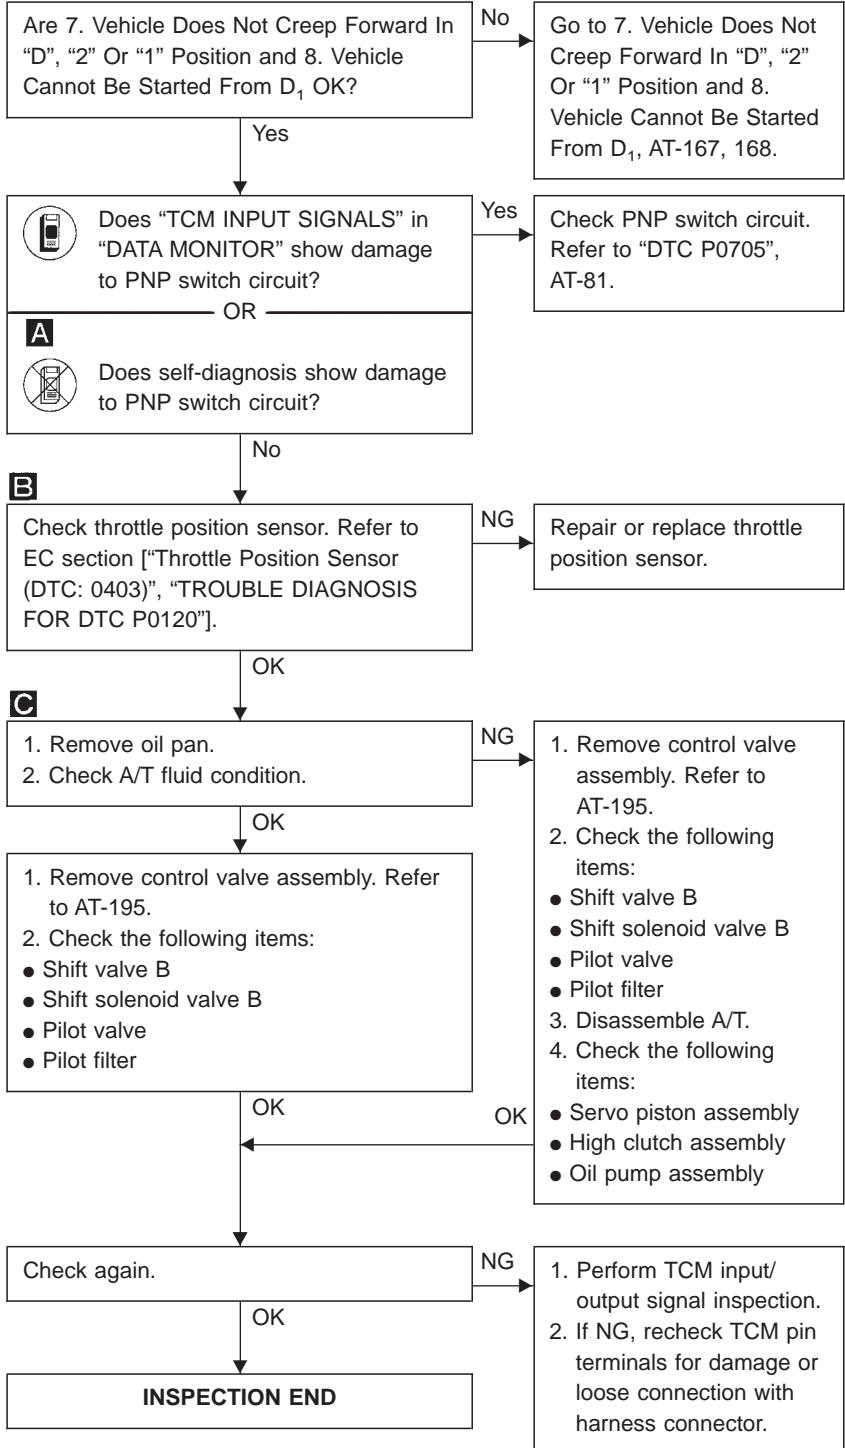 Are 7. Vehicle Does Not Creep Forward In
“D”, “2” Or “1” Position and 8. Vehicle
Cannot Be Started From D1 OK?
No
Go to 7. Vehicle Does Not
Creep Forward In “D”, “2”
Or “1” Position and 8.
Vehicle Cannot Be Started
From D1, AT-167, 168.
Yes
Does “TCM INPUT SIGNALS” in
“DATA MONITOR” show damage
to PNP switch circuit?
Yes
Check PNP switch circuit.
Refer to “DTC P0705”,
AT-81.
OR
A
Does self-diagnosis show damage
to PNP switch circuit?
No
B
Check throttle position sensor. Refer to
EC section [“Throttle Position Sensor
(DTC: 0403)”, “TROUBLE DIAGNOSIS
FOR DTC P0120”].
NG
Repair or replace throttle
position sensor.
OK
C
1. Remove oil pan.
2. Check A/T fluid condition.
NG
1. Remove control valve
assembly. Refer to
AT-195.
2. Check the following
items:
● Shift valve B
● Shift solenoid valve B
● Pilot valve
● Pilot filter
3. Disassemble A/T.
4. Check the following
items:
● Servo piston assembly
● High clutch assembly
● Oil pump assembly
OK
1. Remove control valve assembly. Refer
to AT-195.
2. Check the following items:
● Shift valve B
● Shift solenoid valve B
● Pilot valve
● Pilot filter
OK
OK
Check again.
NG
1. Perform TCM input/
output signal inspection.
2. If NG, recheck TCM pin
terminals for damage or
loose connection with
harness connector.
OK
INSPECTION END